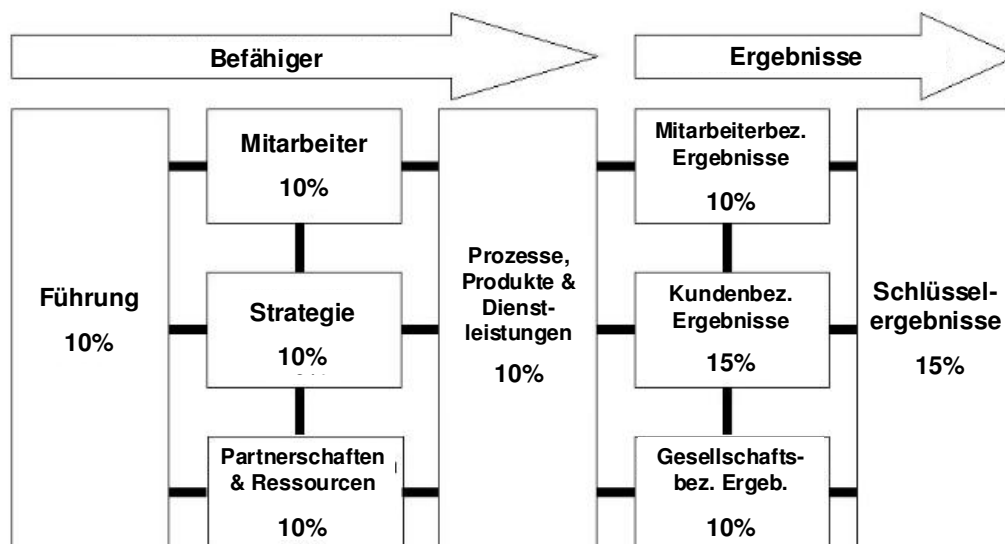 Befähiger
Ergebnisse
Führung
10%
Mitarbeiter
10%
Strategie
10%
Partnerschaften
& Ressourcen
10%
Prozesse,
Produkte &
Dienst-
leistungen
10%
Mitarbeiterbez.
Ergebnisse
10%
Kundenbez.
Ergebnisse
15%
Gesellschafts-
bez. Ergeb.
10%
Schlüssel-
ergebnisse
15%